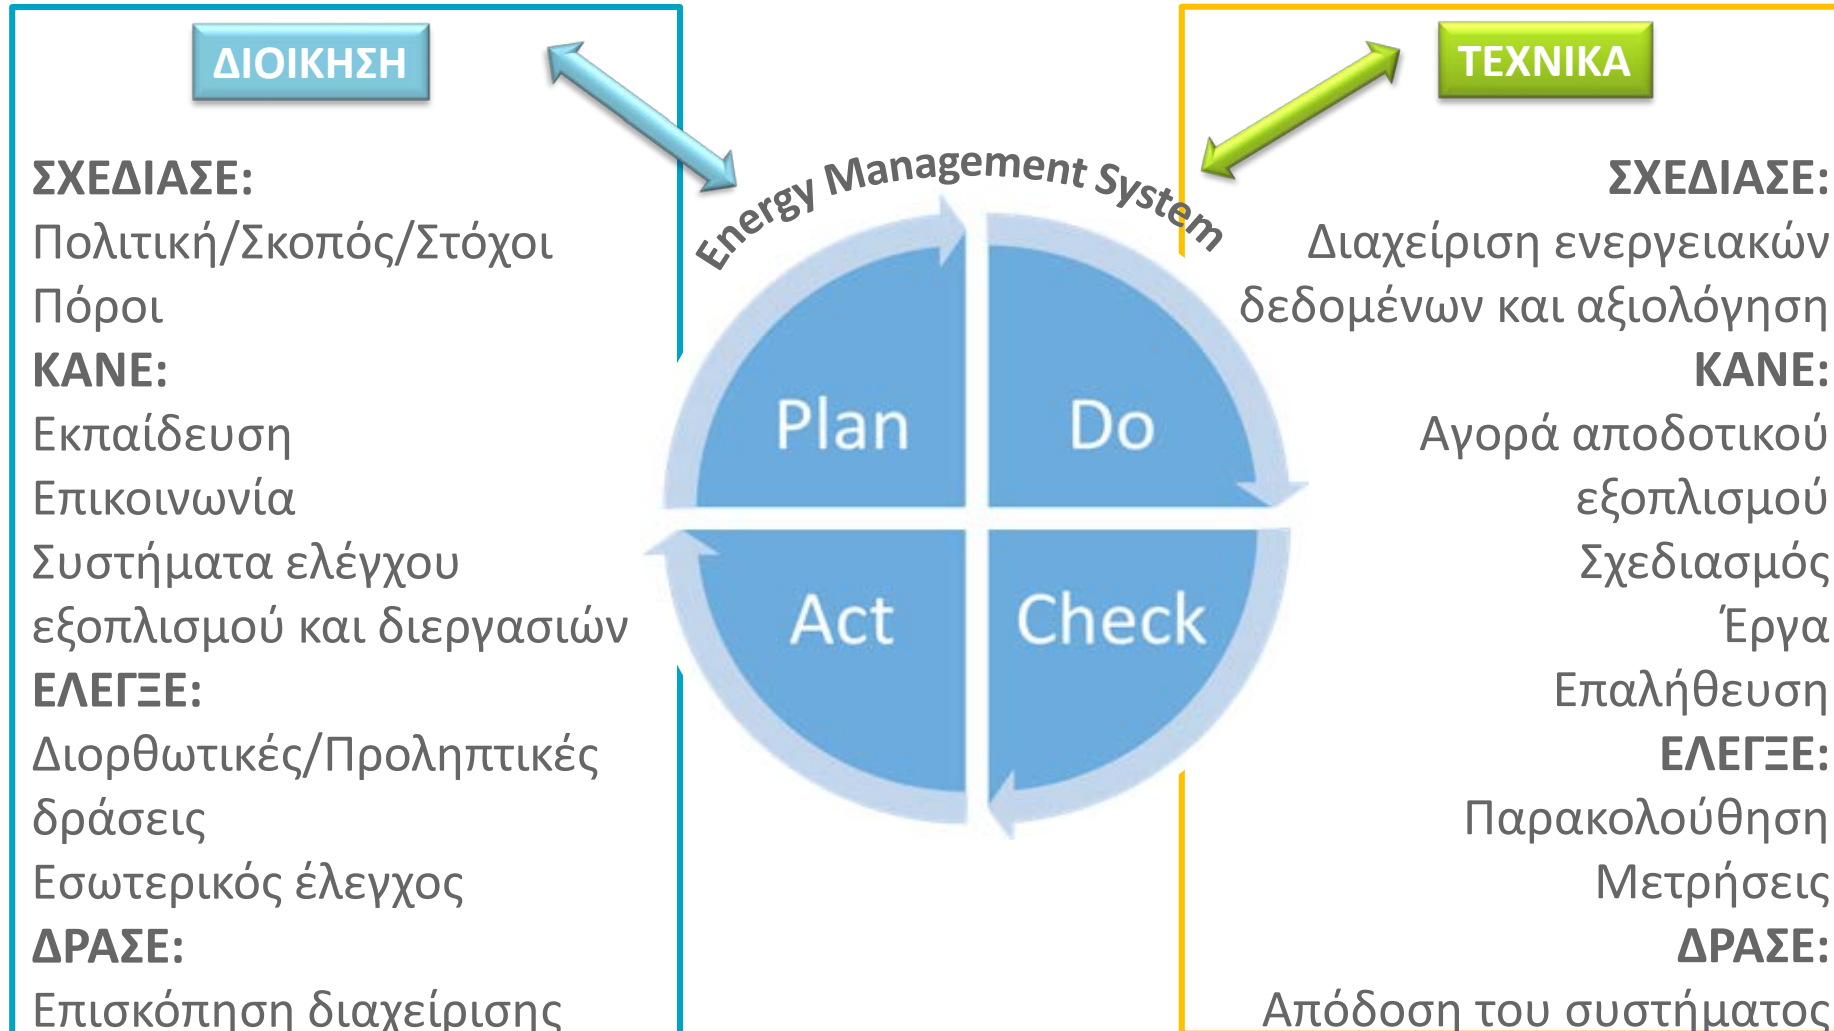 ΔΙΟΙΚΗΣΗ
ΣΧΕΔΙΑΣΕ:
Πολιτική/Σκοπός/Στόχοι
Πόροι
ΚΑΝΕ:
Εκπαίδευση
Επικοινωνία
Συστήματα ελέγχου
εξοπλισμού και διεργασιών
ΕΛΕΓΞΕ:
Διορθωτικές/Προληπτικές
δράσεις
Εσωτερικός έλεγχος
ΔΡΑΣΕ:
Επισκόπηση διαχείρισης
Energy Management System
Plan
Do
Act
Check
ΤΕΧΝΙΚΑ
ΣΧΕΔΙΑΣΕ:
Διαχείριση ενεργειακών
δεδομένων και αξιολόγηση
ΚΑΝΕ:
Αγορά αποδοτικού
εξοπλισμού
Σχεδιασμός
Έργα
Επαλήθευση
ΕΛΕΓΞΕ:
Παρακολούθηση
Μετρήσεις
ΔΡΑΣΕ:
Απόδοση του συστήματος